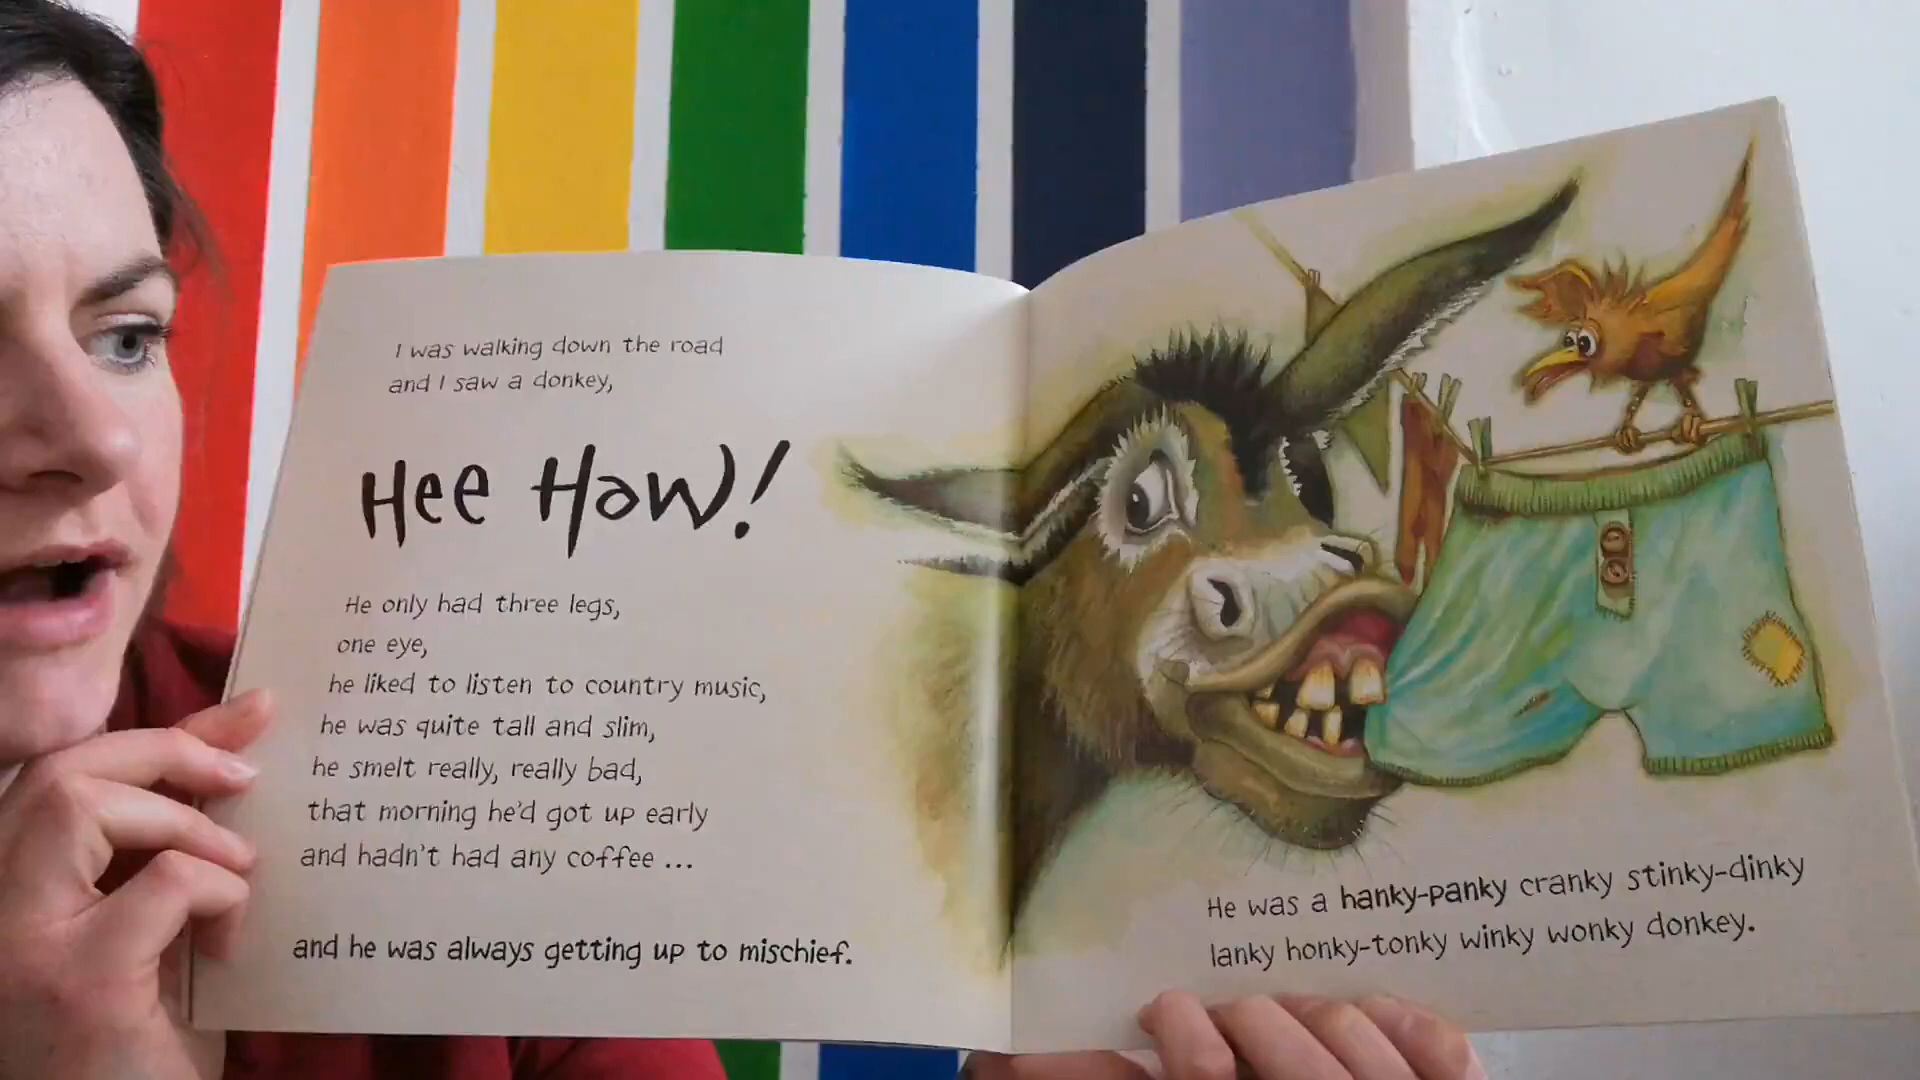 I was walking down the road
and I saw a donkey,
Hee Haw!
He only had three legs,
one eye,
he liked to listen to country music,
he was quite tall and slim,
he smelt really, really bad,
that morning he'd got up early
and hadn't had any coffee ...
and he was always getting up to mischief.
He was a hanky-panky cranky stinky-dinky
lanky honky-tonky winky wonky donkey.